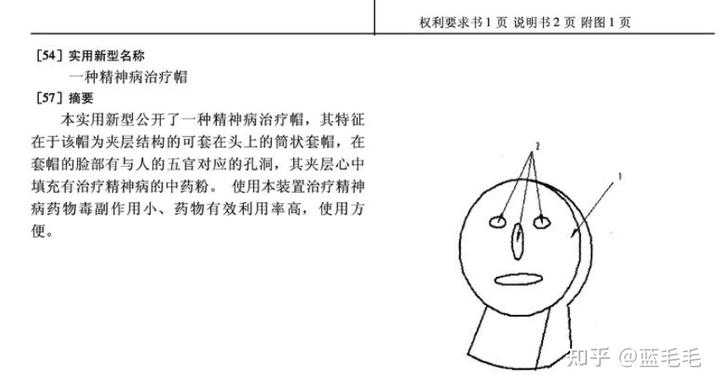 权利要求书1页 说明书2页 附图1页
[54] 实用新型名称
一种精神病治疗帽
[57] 摘要
本实用新型公开了一种精神病治疗帽，其特征
在于该帽为夹层结构的可套在头上的筒状套帽，在
套帽的脸部有与人的五官对应的孔洞，其夹层心中
填充有治疗精神病的中药粉。 使用本装置治疗精神
病药物毒副作用小、药物有效利用率高，使用方
便。
2
1
知乎 @蓝毛毛